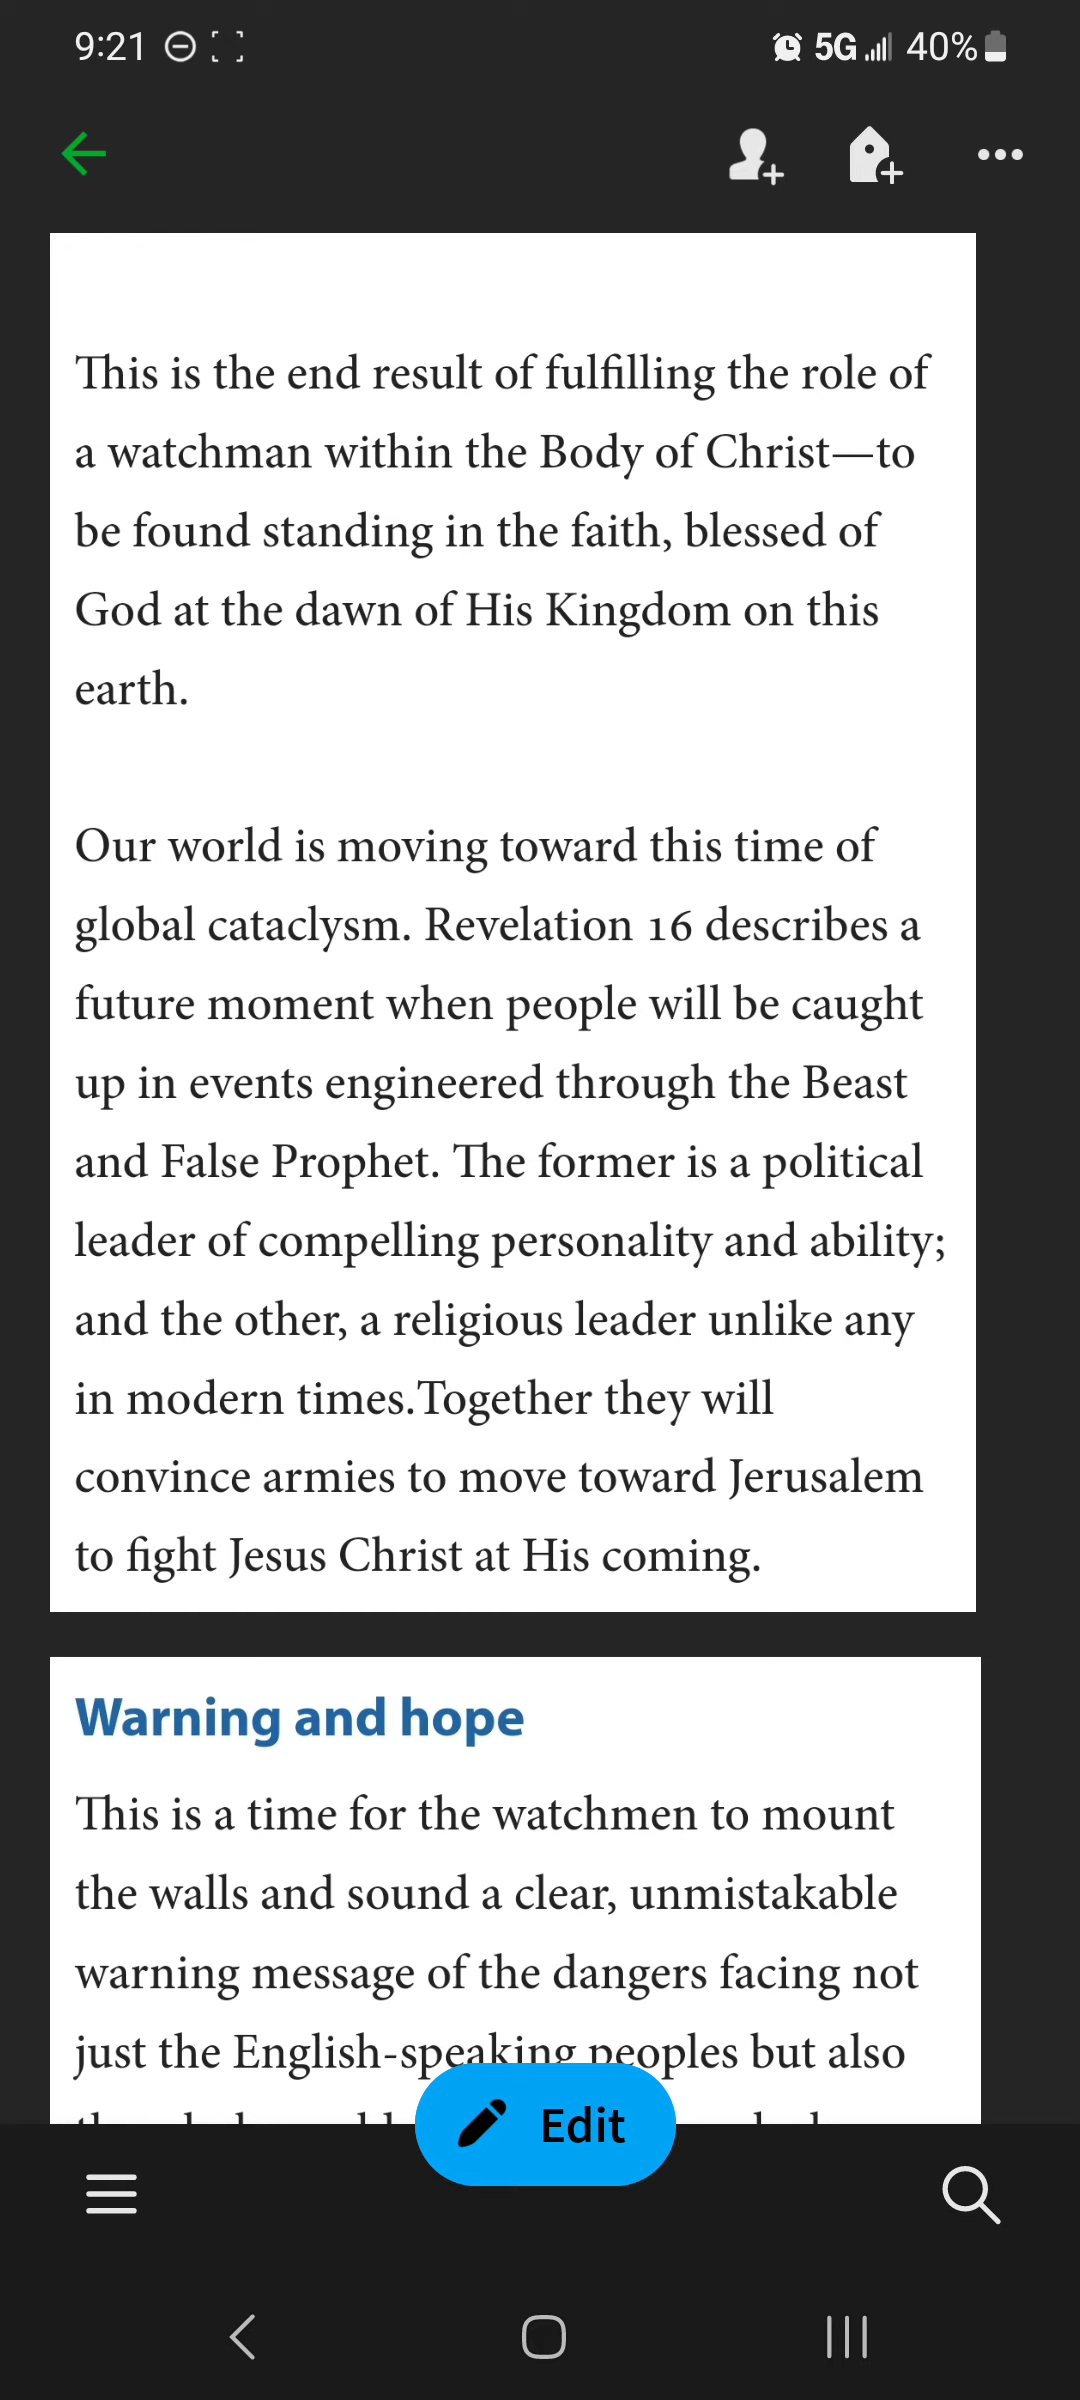 9:21
5G 40%
This is the end result of fulfilling the role of
a watchman within the Body of Christ—to
be found standing in the faith, blessed of
God at the dawn of His Kingdom on this
earth.
Our world is moving toward this time of
global cataclysm. Revelation 16 describes a
future moment when people will be caught
up in events engineered through the Beast
and False Prophet. The former is a political
leader of compelling personality and ability;
and the other, a religious leader unlike any
in modern times.Together they will
convince armies to move toward Jerusalem
to fight Jesus Christ at His coming.
Warning and hope
This is a time for the watchmen to mount
the walls and sound a clear, unmistakable
warning message of the dangers facing not
just the English-speaking peoples but also
Edit